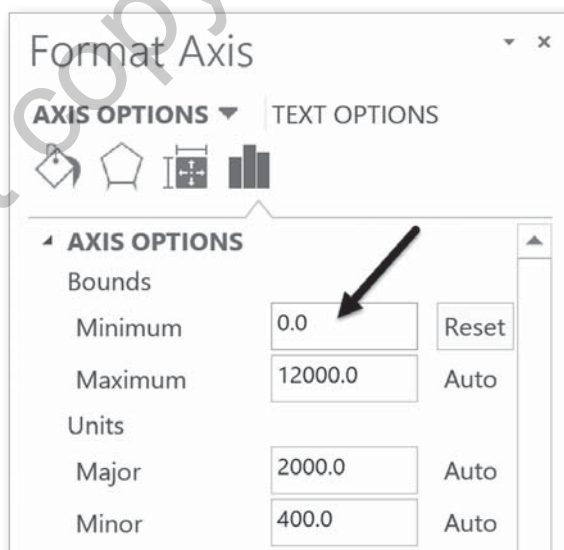 Format Axis
AXIS OPTIONS TEXT OPTIONS
AXIS OPTIONS
Bounds
Minimum 0.0 Reset
Maximum 12000.0 Auto
Units
Major 2000.0 Auto
Minor 400.0 Auto
copy